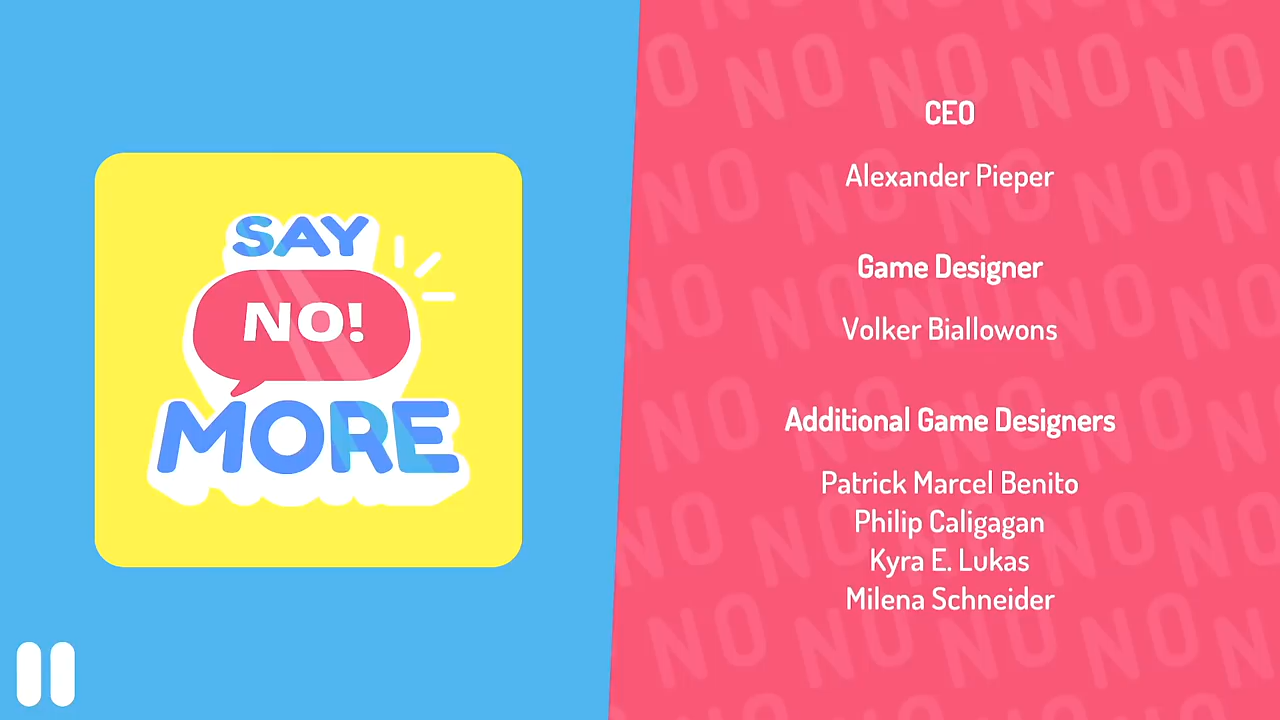 SAY
NO!
MORE
CEO
Alexander Pieper
Game Designer
Volker Biallowons
Additional Game Designers
Patrick Marcel Benito
Philip Caligagan
Kyra E. Lukas
Milena Schneider